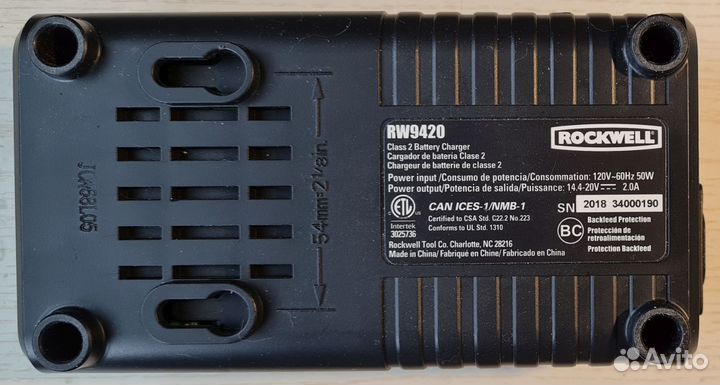 RW9420
Class 2 Battery Charger
Cargador de bateria Clase 2
Chargeur de batterie de classe 2
ROCKWELL
Power input/Consumo de potencia/Consommation: 120V~60Hz 50W
Power output/Potencia de salida/Puissance: 14.4-20V 2.0A
ETL
Intertek
3025736
CAN ICES-1/NMB-1
Certified to CSA Std. C22.2 No.223
Conforms to UL Std. 1310
SN 2018 34000190
Backfeed Protection
BC
Protección de
retroalimentación
Protection Backfeed
Rockwell Tool Co. Charlotte, NC 28216
Made in China/ Fabriqué en Chine/ Fabricado en China
54mm=2⅛in.
JCW68L05
Avito